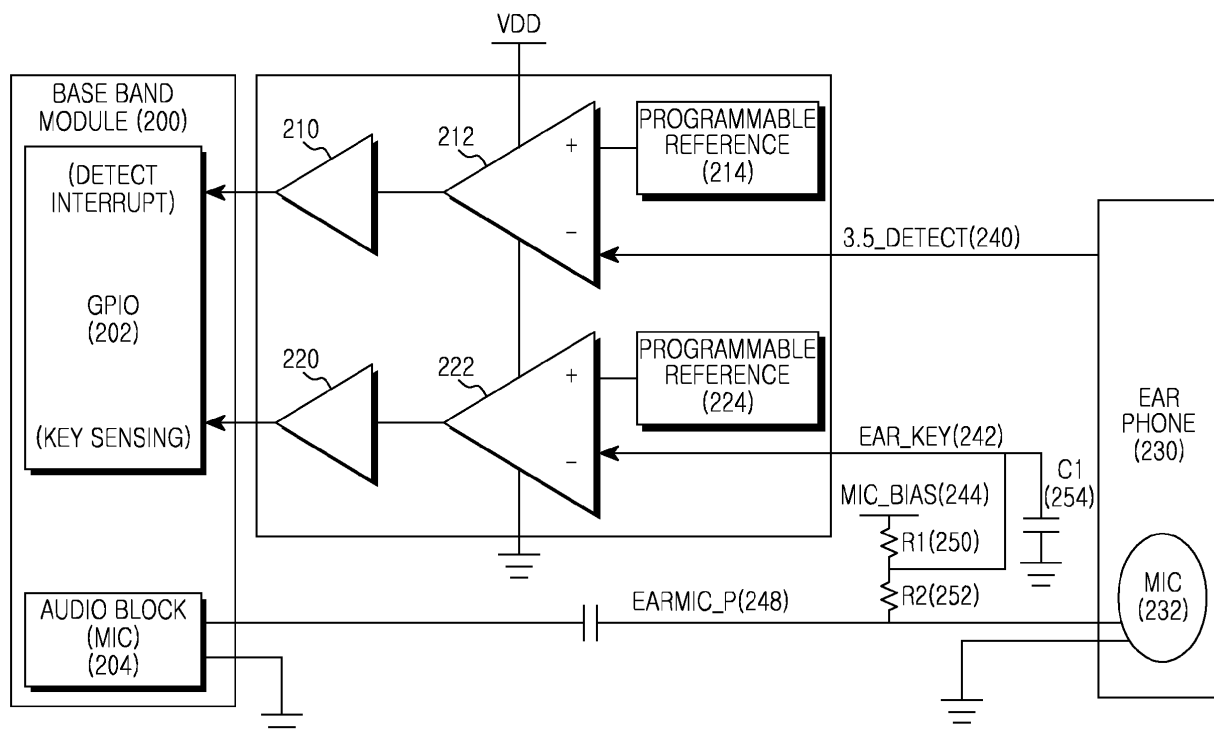 VDD
BASE BAND
MODULE (200)
(DETECT
INTERRUPT)
GPIO
(202)
(KEY SENSING)
AUDIO BLOCK
(MIC)
(204)
210
212
+
−
PROGRAMMABLE
REFERENCE
(214)
3.5_DETECT(240)
220
222
+
−
PROGRAMMABLE
REFERENCE
(224)
EAR_KEY(242)
MIC_BIAS(244)
R1(250)
R2(252)
C1
(254)
EARMIC_P(248)
EAR
PHONE
(230)
MIC
(232)